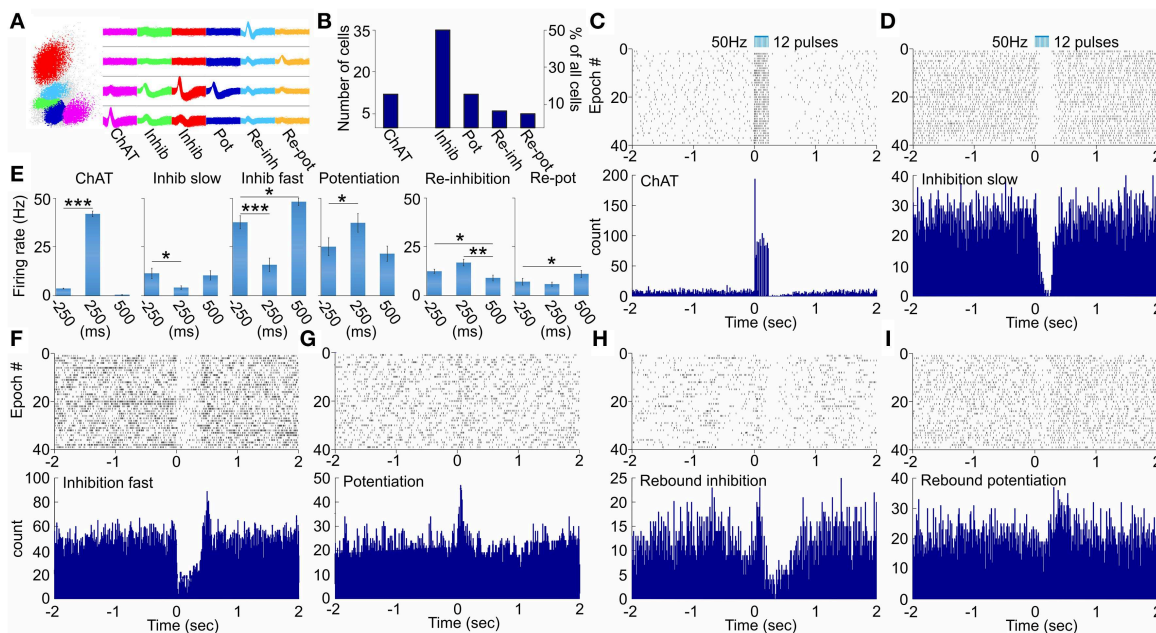 A
ChAT
Inhib
Inhib
Pot
Re-inh
Re-pot
B
Number of cells
35
20
5
50
30
10
% of all cells
ChAT
Inhib
Pot
Re-inh
Re-pot
C
50Hz 12 pulses
Epoch #
0
20
40
-2 -1 0 1 2
ChAT
count
200
150
100
50
0
-2 -1 0 1 2
Time (sec)
D
50Hz 12 pulses
0
20
40
-2 -1 0 1 2
Inhibition slow
40
30
20
10
0
-2 -1 0 1 2
Time (sec)
E
Firing rate (Hz)
50
25
0
ChAT
***
-250 250 500
(ms)
Inhib slow
*
-250 250 500
(ms)
Inhib fast
*
***
-250 250 500
(ms)
Potentiation
*
-250 250 500
(ms)
50
25
0
Re-inhibition
*
**
-250 250 500
(ms)
Re-pot
*
-250 250 500
(ms)
F
Epoch #
0
20
40
-2 -1 0 1 2
Inhibition fast
count
100
80
60
40
20
0
-2 -1 0 1 2
Time (sec)
G
0
20
40
-2 -1 0 1 2
Potentiation
50
40
30
20
10
0
-2 -1 0 1 2
Time (sec)
H
0
20
40
-2 -1 0 1 2
Rebound inhibition
25
20
15
10
5
0
-2 -1 0 1 2
Time (sec)
I
0
20
40
-2 -1 0 1 2
Rebound potentiation
40
30
20
10
0
-2 -1 0 1 2
Time (sec)